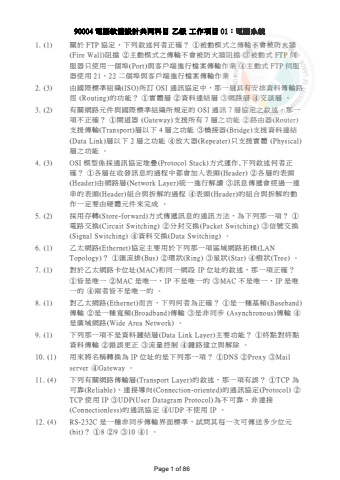 90004 電腦軟體設計共同科目 乙級 工作項目 01：電腦系統
1. (1) 關於 FTP 協定，下列敘述何者正確？ ①被動模式之傳輸不會被防火牆
(Fire Wall)阻擋 ②主動式模式之傳輸不會被防火牆阻擋 ③被動式 FTP 伺
服器只使用一個埠(Port)與客戶端進行檔案傳輸作業 ④主動式 FTP 伺服
器使用 21、22 二個埠與客戶端進行檔案傳輸作業 。
2. (3) 由國際標準組織(ISO)所訂 OSI 通訊協定中，那一層具有安排資料傳輸路
徑 (Routing)的功能？ ①實體層 ②資料連結層 ③網路層 ④交談層 。
3. (2) 有關網路元件與國際標準組織所規定的 OSI 通訊 7 層協定之敘述，那一
項不正確？ ①閘道器 (Gateway)支援所有 7 層之功能 ②路由器(Router)
支援傳輸(Transport)層以下 4 層之功能 ③橋接器(Bridge)支援資料連結
(Data Link)層以下 2 層之功能 ④放大器(Repeater)只支援實體 (Physical)
層之功能 。
4. (3) OSI 模型係採通訊協定堆疊(Protocol Stack)方式運作,下列敘述何者正
確？ ①各層在收發訊息的過程中都會加入表頭(Header) ②各層的表頭
(Header)由網路層(Network Layer)統一進行解讀 ③訊息傳遞會經過一連
串的表頭(Header)組合與拆解的過程 ④表頭(Header)的組合與拆解的動
作一定要由硬體元件來完成 。
5. (2) 採用存轉(Store-forward)方式傳遞訊息的通訊方法，為下列那一項？ ①
電路交換(Circuit Switching) ②分封交換(Packet Switching) ③信號交換
(Signal Switching) ④資料交換(Data Switching) 。
6. (1) 乙太網路(Ethernet)協定主要用於下列那一項區域網路拓樸(LAN
Topology)？ ①匯流排(Bus) ②環狀(Ring) ③星狀(Star) ④樹狀(Tree) 。
7. (1) 對於乙太網路卡位址(MAC)和同一網段 IP 位址的敘述，那一項正確？
①皆是唯一 ②MAC 是唯一，IP 不是唯一的 ③MAC 不是唯一，IP 是唯
一的 ④兩者皆不是唯一的 。
8. (1) 對乙太網路(Ethernet)而言，下列何者為正確？ ①是一種基頻(Baseband)
傳輸 ②是一種寬頻(Broadband)傳輸 ③是非同步 (Asynchronous)傳輸 ④
是廣域網路(Wide Area Network) 。
9. (1) 下列那一項不是資料鏈結層(Data Link Layer)主要功能？ ①終點對終點
資料傳輸 ②錯誤更正 ③流量控制 ④鏈路建立與解除 。
10. (1) 用來將名稱轉換為 IP 位址的是下列那一項？ ①DNS ②Proxy ③Mail
server ④Gateway 。
11. (4) 下列有關網路傳輸層(Transport Layer)的敘述，那一項有誤？ ①TCP 為
可靠(Reliable)、連接導向(Connection-oriented)的通訊協定(Protocol) ②
TCP 使用 IP ③UDP(User Datagram Protocol)為不可靠、非連接
(Connectionless)的通訊協定 ④UDP 不使用 IP 。
12. (4) RS-232C 是一種非同步傳輸界面標準，試問其每一次可傳送多少位元
(bit)？ ①8 ②9 ③10 ④1 。
Page 1 of 86